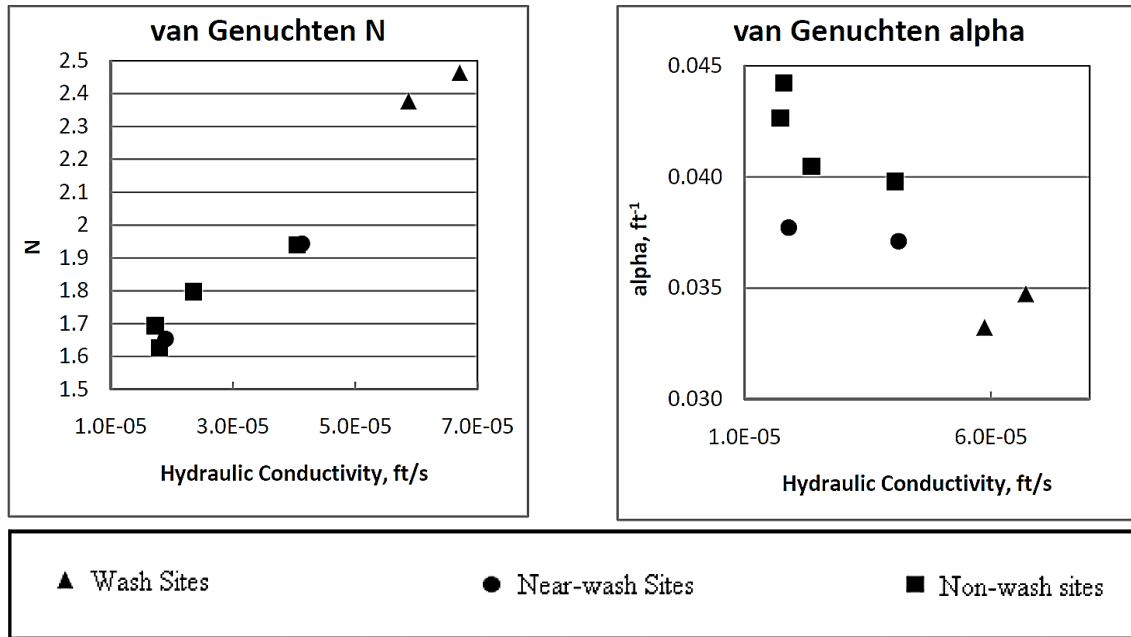 van Genuchten N
2.5
2.4
2.3
2.2
2.1
2
1.9
1.8
1.7
1.6
1.5
N
1.0E-05 3.0E-05 5.0E-05 7.0E-05
Hydraulic Conductivity, ft/s
van Genuchten alpha
0.045
0.040
0.035
0.030
alpha, ft-1
1.0E-05 6.0E-05
Hydraulic Conductivity, ft/s
Wash Sites Near-wash Sites Non-wash sites